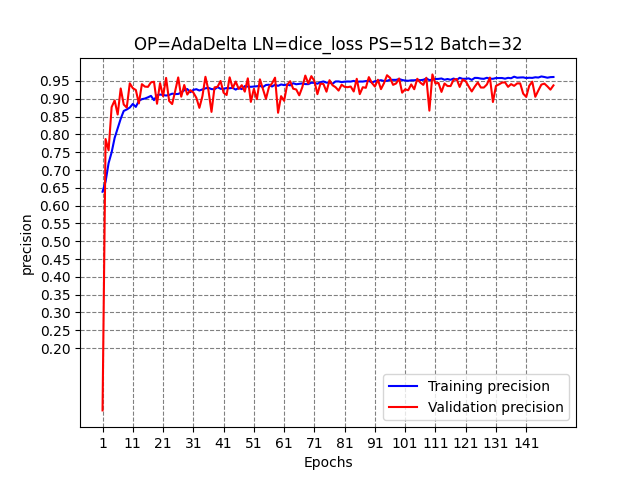 OP=AdaDelta LN=dice_loss PS=512 Batch=32
0.95
0.90
0.85
0.80
0.75
0.70
0.65
0.60
0.55
0.50
0.45
0.40
0.35
0.30
0.25
0.20
precision
Training precision
Validation precision
1 11 21 31 41 51 61 71 81 91 101 111 121 131 141
Epochs